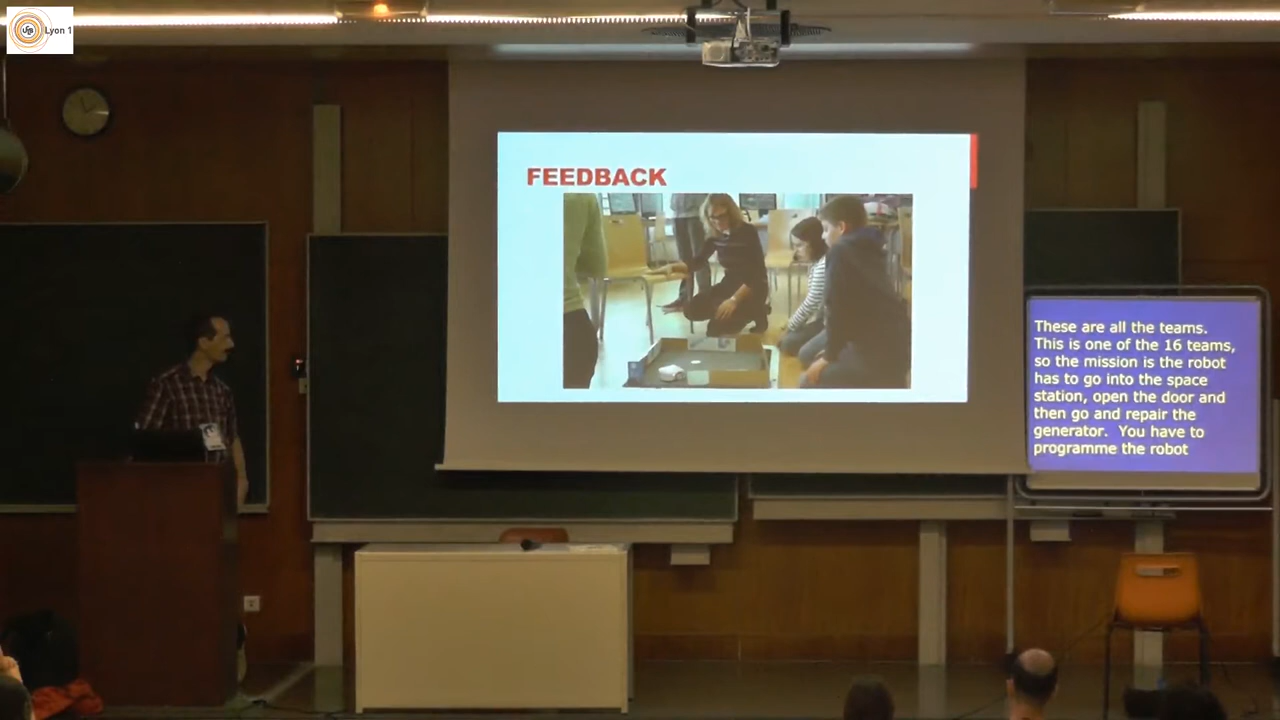 Lyon 1
FEEDBACK
These are all the teams.
This is one of the 16 teams,
so the mission is the robot
has to go into the space
station, open the door and
then go and repair the
generator. You have to
programme the robot